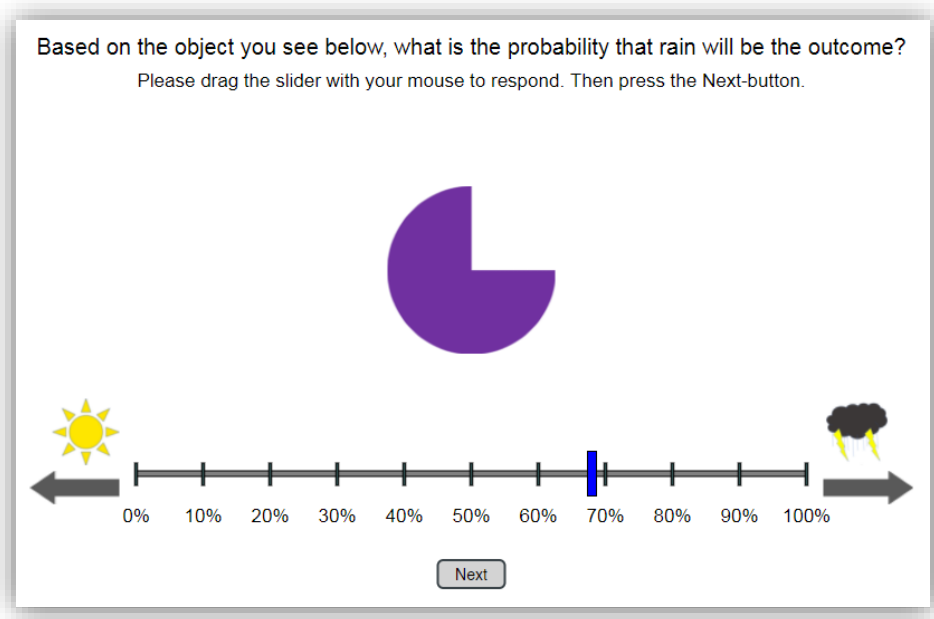 Based on the object you see below, what is the probability that rain will be the outcome?
Please drag the slider with your mouse to respond. Then press the Next-button.
0% 10% 20% 30% 40% 50% 60% 70% 80% 90% 100%
Next